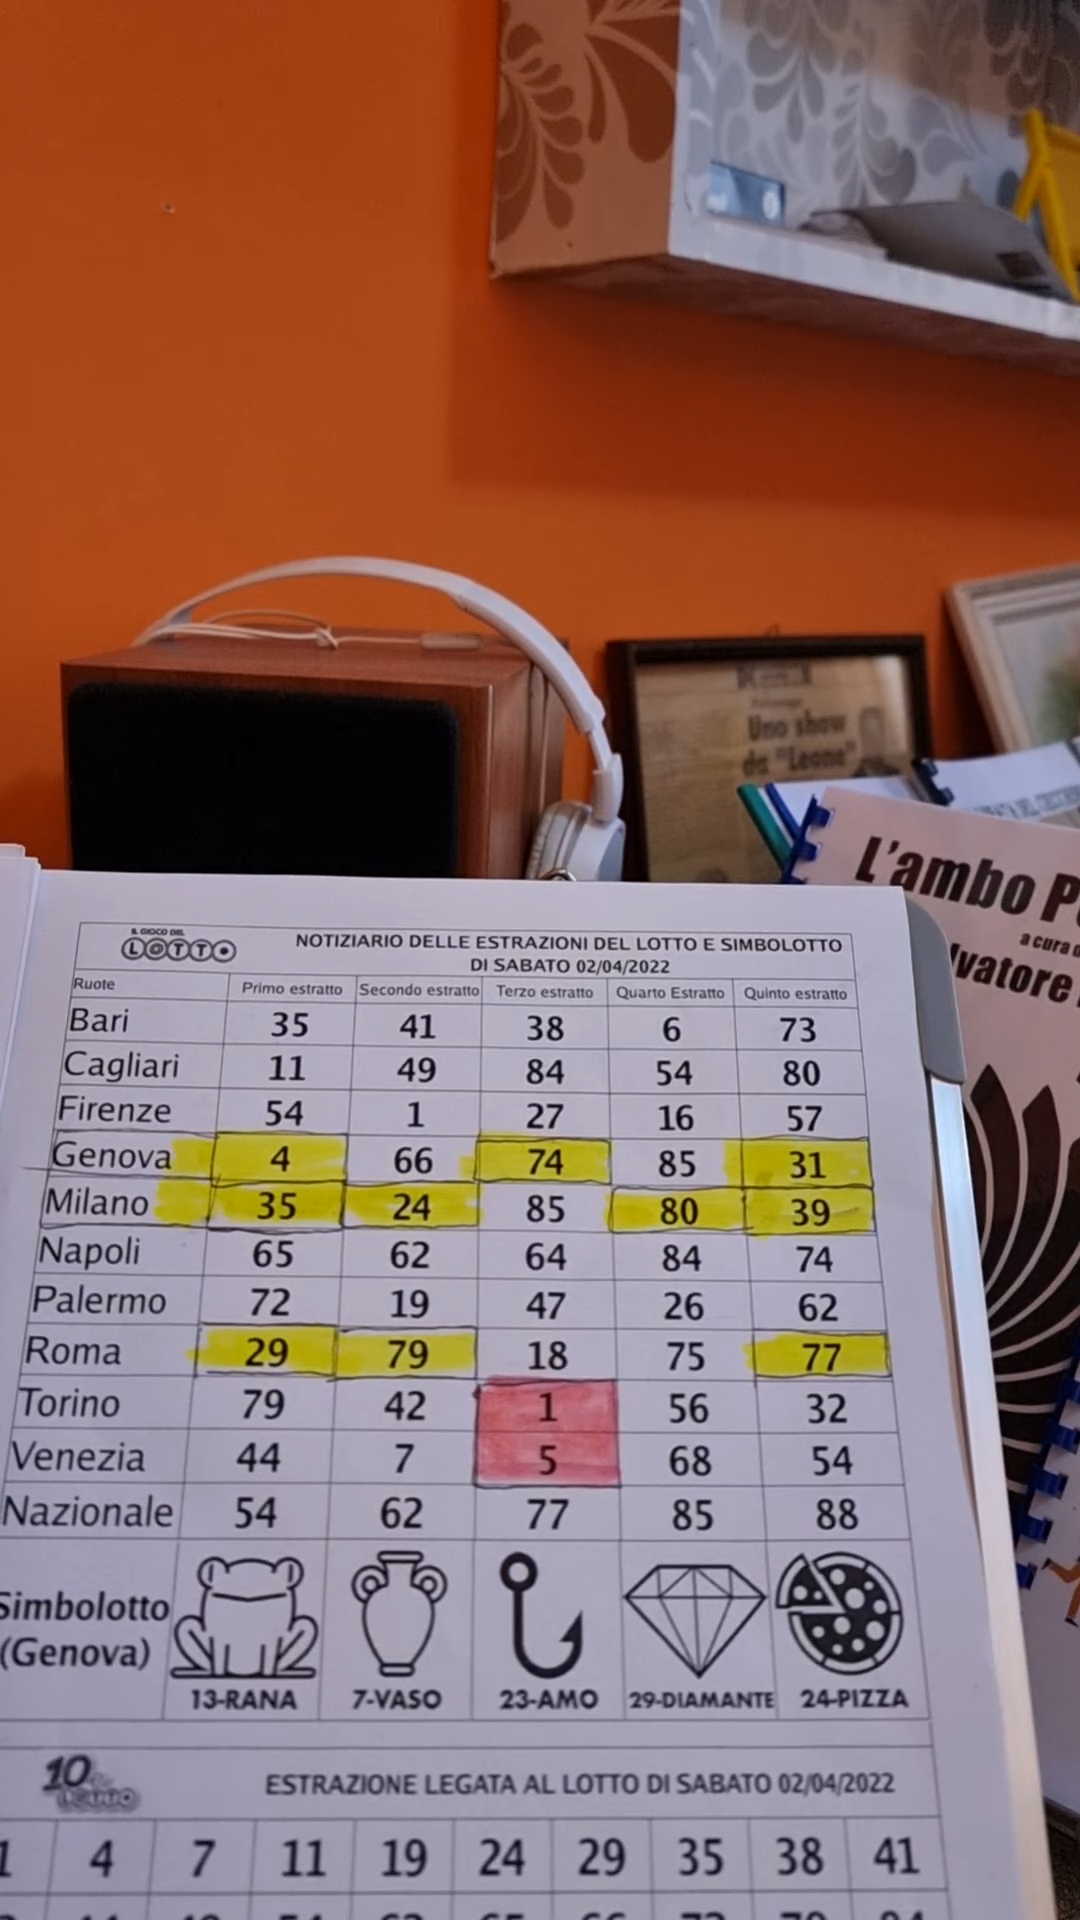 Uno show
da "Leone"
L'ambo
a cura
lvatore
IL GIOCO DEL
LOTTO
NOTIZIARIO DELLE ESTRAZIONI DEL LOTTO E SIMBOLOTTO
DI SABATO 02/04/2022
Ruote Primo estratto Secondo estratto Terzo estratto Quarto Estratto Quinto estratto
Bari 35 41 38 6 73
Cagliari 11 49 84 54 80
Firenze 54 1 27 16 57
Genova 4 66 74 85 31
Milano 35 24 85 80 39
Napoli 65 62 64 84 74
Palermo 72 19 47 26 62
Roma 29 79 18 75 77
Torino 79 42 1 56 32
Venezia 44 7 5 68 54
Nazionale 54 62 77 85 88
Simbolotto
(Genova)
13-RANA 7-VASO 23-AMO 29-DIAMANTE 24-PIZZA
10
LOTTO
ESTRAZIONE LEGATA AL LOTTO DI SABATO 02/04/2022
1 4 7 11 19 24 29 35 38 41